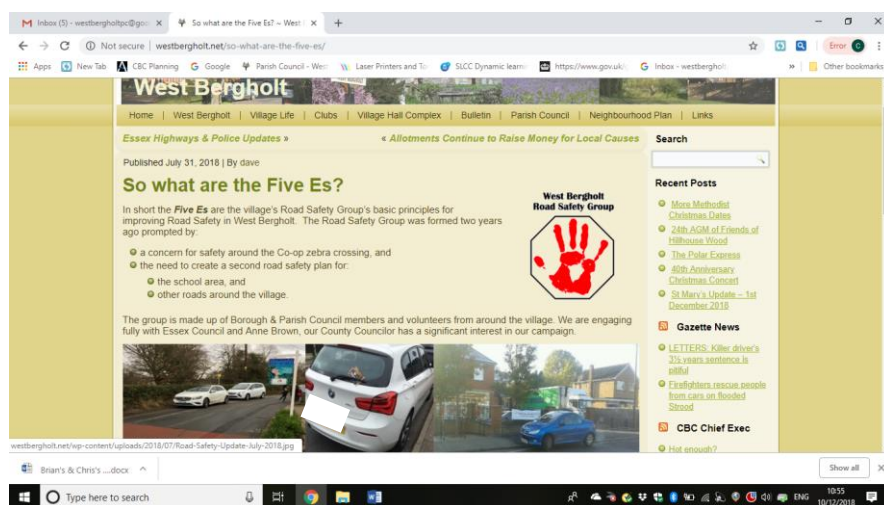 Inbox (5) - westbergholtpc@goo
So what are the Five Es? ~ West
Not secure | westbergholt.net/so-what-are-the-five-es/
Error
Apps
New Tab
CBC Planning
Google
Parish Council - Wes
Laser Printers and To
SLCC Dynamic learn
https://www.gov.uk/
Inbox - westbergholt
»
Other bookmarks
West Bergholt
Home | West Bergholt | Village Life | Clubs | Village Hall Complex | Bulletin | Parish Council | Neighbourhood Plan | Links
Essex Highways & Police Updates »
« Allotments Continue to Raise Money for Local Causes
Published July 31, 2018 | By dave
So what are the Five Es?
In short the Five Es are the village's Road Safety Group's basic principles for
improving Road Safety in West Bergholt. The Road Safety Group was formed two years
ago prompted by:
a concern for safety around the Co-op zebra crossing, and
the need to create a second road safety plan for:
the school area, and
other roads around the village.
West Bergholt
Road Safety Group
The group is made up of Borough & Parish Council members and volunteers from around the village. We are engaging
fully with Essex Council and Anne Brown, our County Councilor has a significant interest in our campaign.
Search
Recent Posts
More Methodist
Christmas Dates
24th AGM of Friends of
Hillhouse Wood
The Polar Express
40th Anniversary
Christmas Concert
St Mary's Update – 1st
December 2018
Gazette News
LETTERS: Killer driver's
3½ years sentence is
pitiful
Firefighters rescue people
from cars on flooded
Strood
CBC Chief Exec
Hot enough?
westbergholt.net/wp-content/uploads/2018/07/Road-Safety-Update-July-2018.jpg
Brian's & Chris's ....docx
Show all
Type here to search
ENG
10:55
10/12/2018